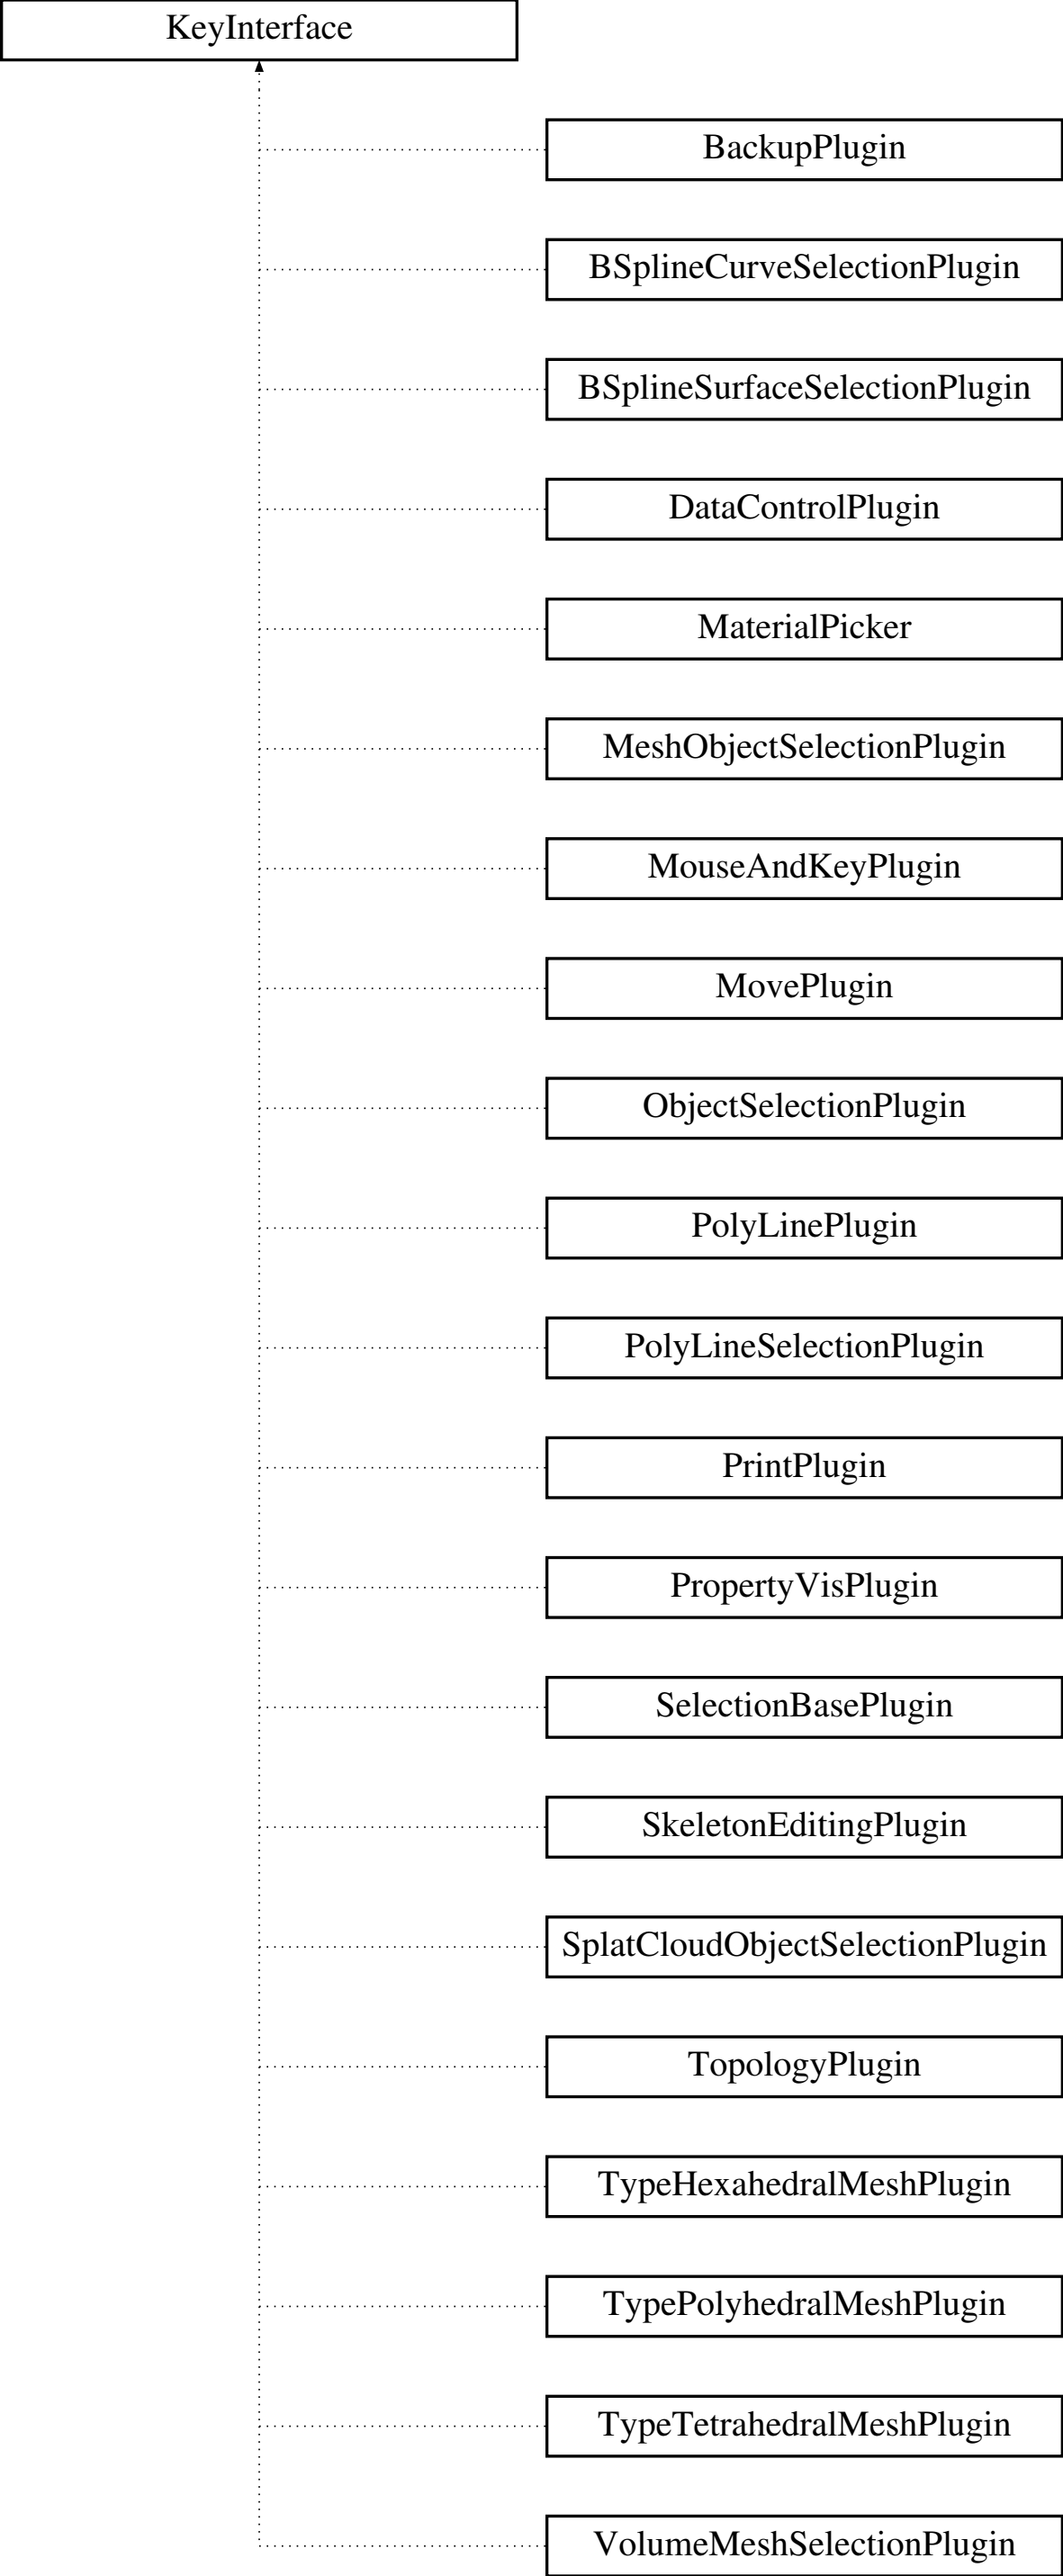 KeyInterface
BackupPlugin
BSplineCurveSelectionPlugin
BSplineSurfaceSelectionPlugin
DataControlPlugin
MaterialPicker
MeshObjectSelectionPlugin
MouseAndKeyPlugin
MovePlugin
ObjectSelectionPlugin
PolyLinePlugin
PolyLineSelectionPlugin
PrintPlugin
PropertyVisPlugin
SelectionBasePlugin
SkeletonEditingPlugin
SplatCloudObjectSelectionPlugin
TopologyPlugin
TypeHexahedralMeshPlugin
TypePolyhedralMeshPlugin
TypeTetrahedralMeshPlugin
VolumeMeshSelectionPlugin